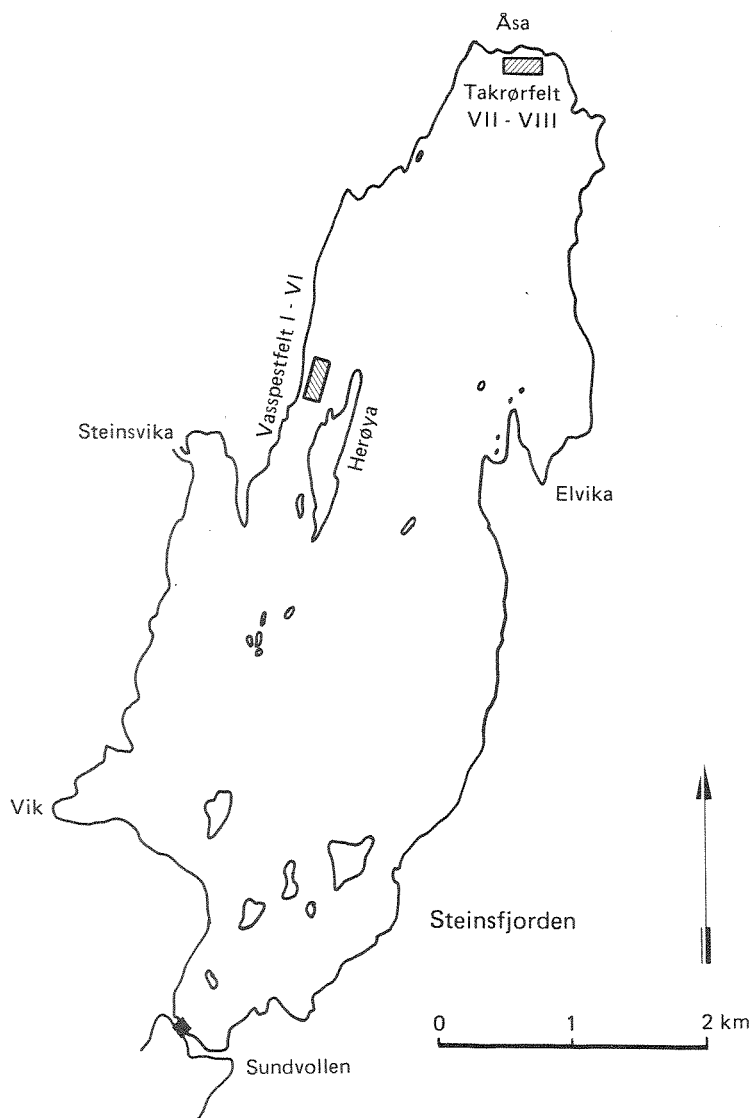 Åsa
Takrørfelt
VII - VIII
Vasspestfelt I - VI
Steinsvika
Herøya
Elvika
Vik
Steinsfjorden
0 1 2 km
Sundvollen